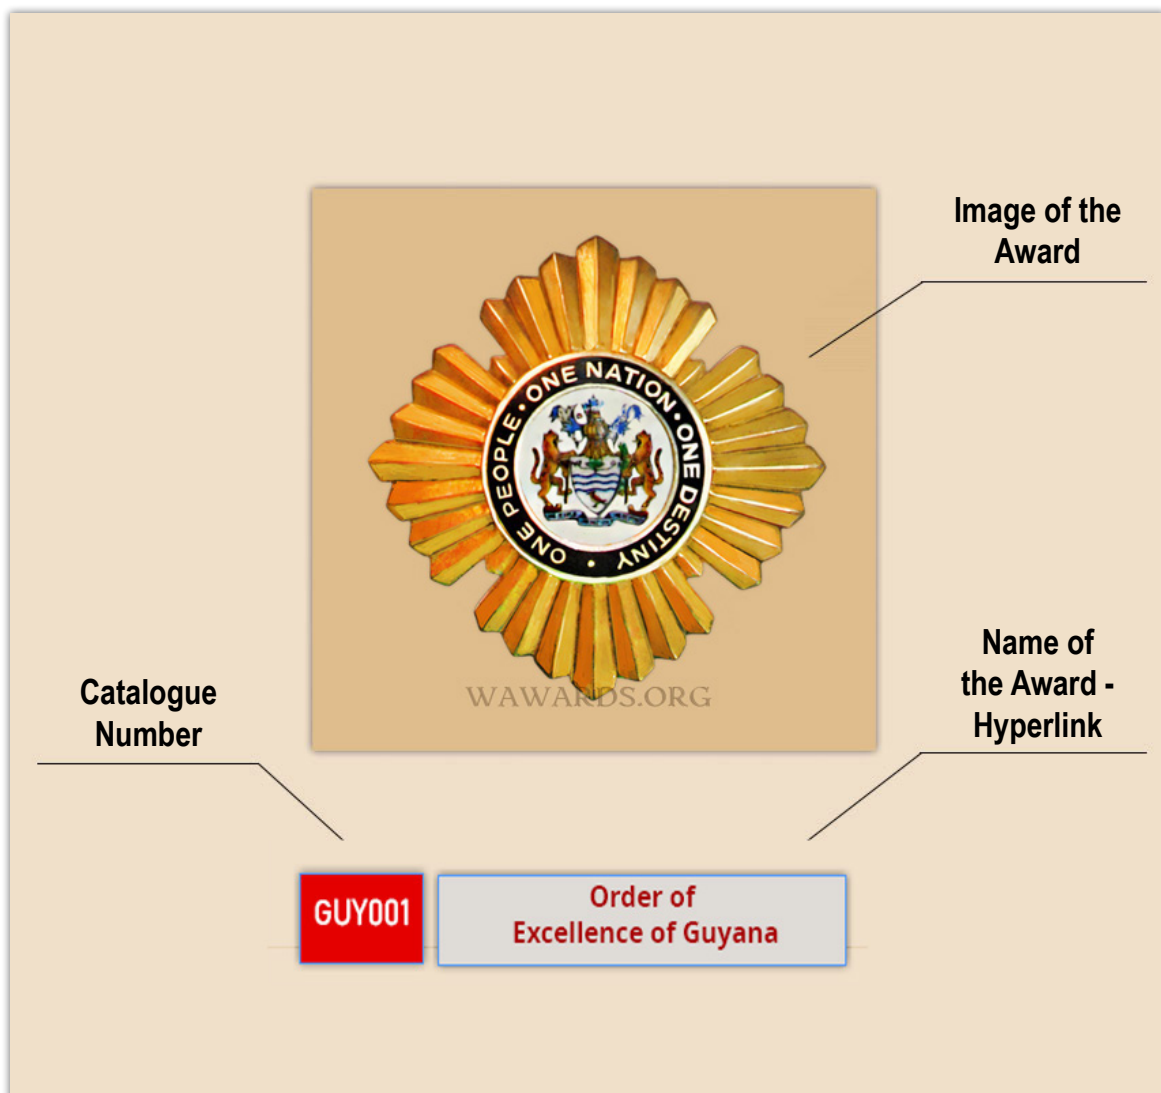 Image of the
Award
ONE PEOPLE • ONE NATION • ONE DESTINY •
WAWARDS.ORG
Name of
the Award -
Hyperlink
Catalogue
Number
GUY001
Order of
Excellence of Guyana